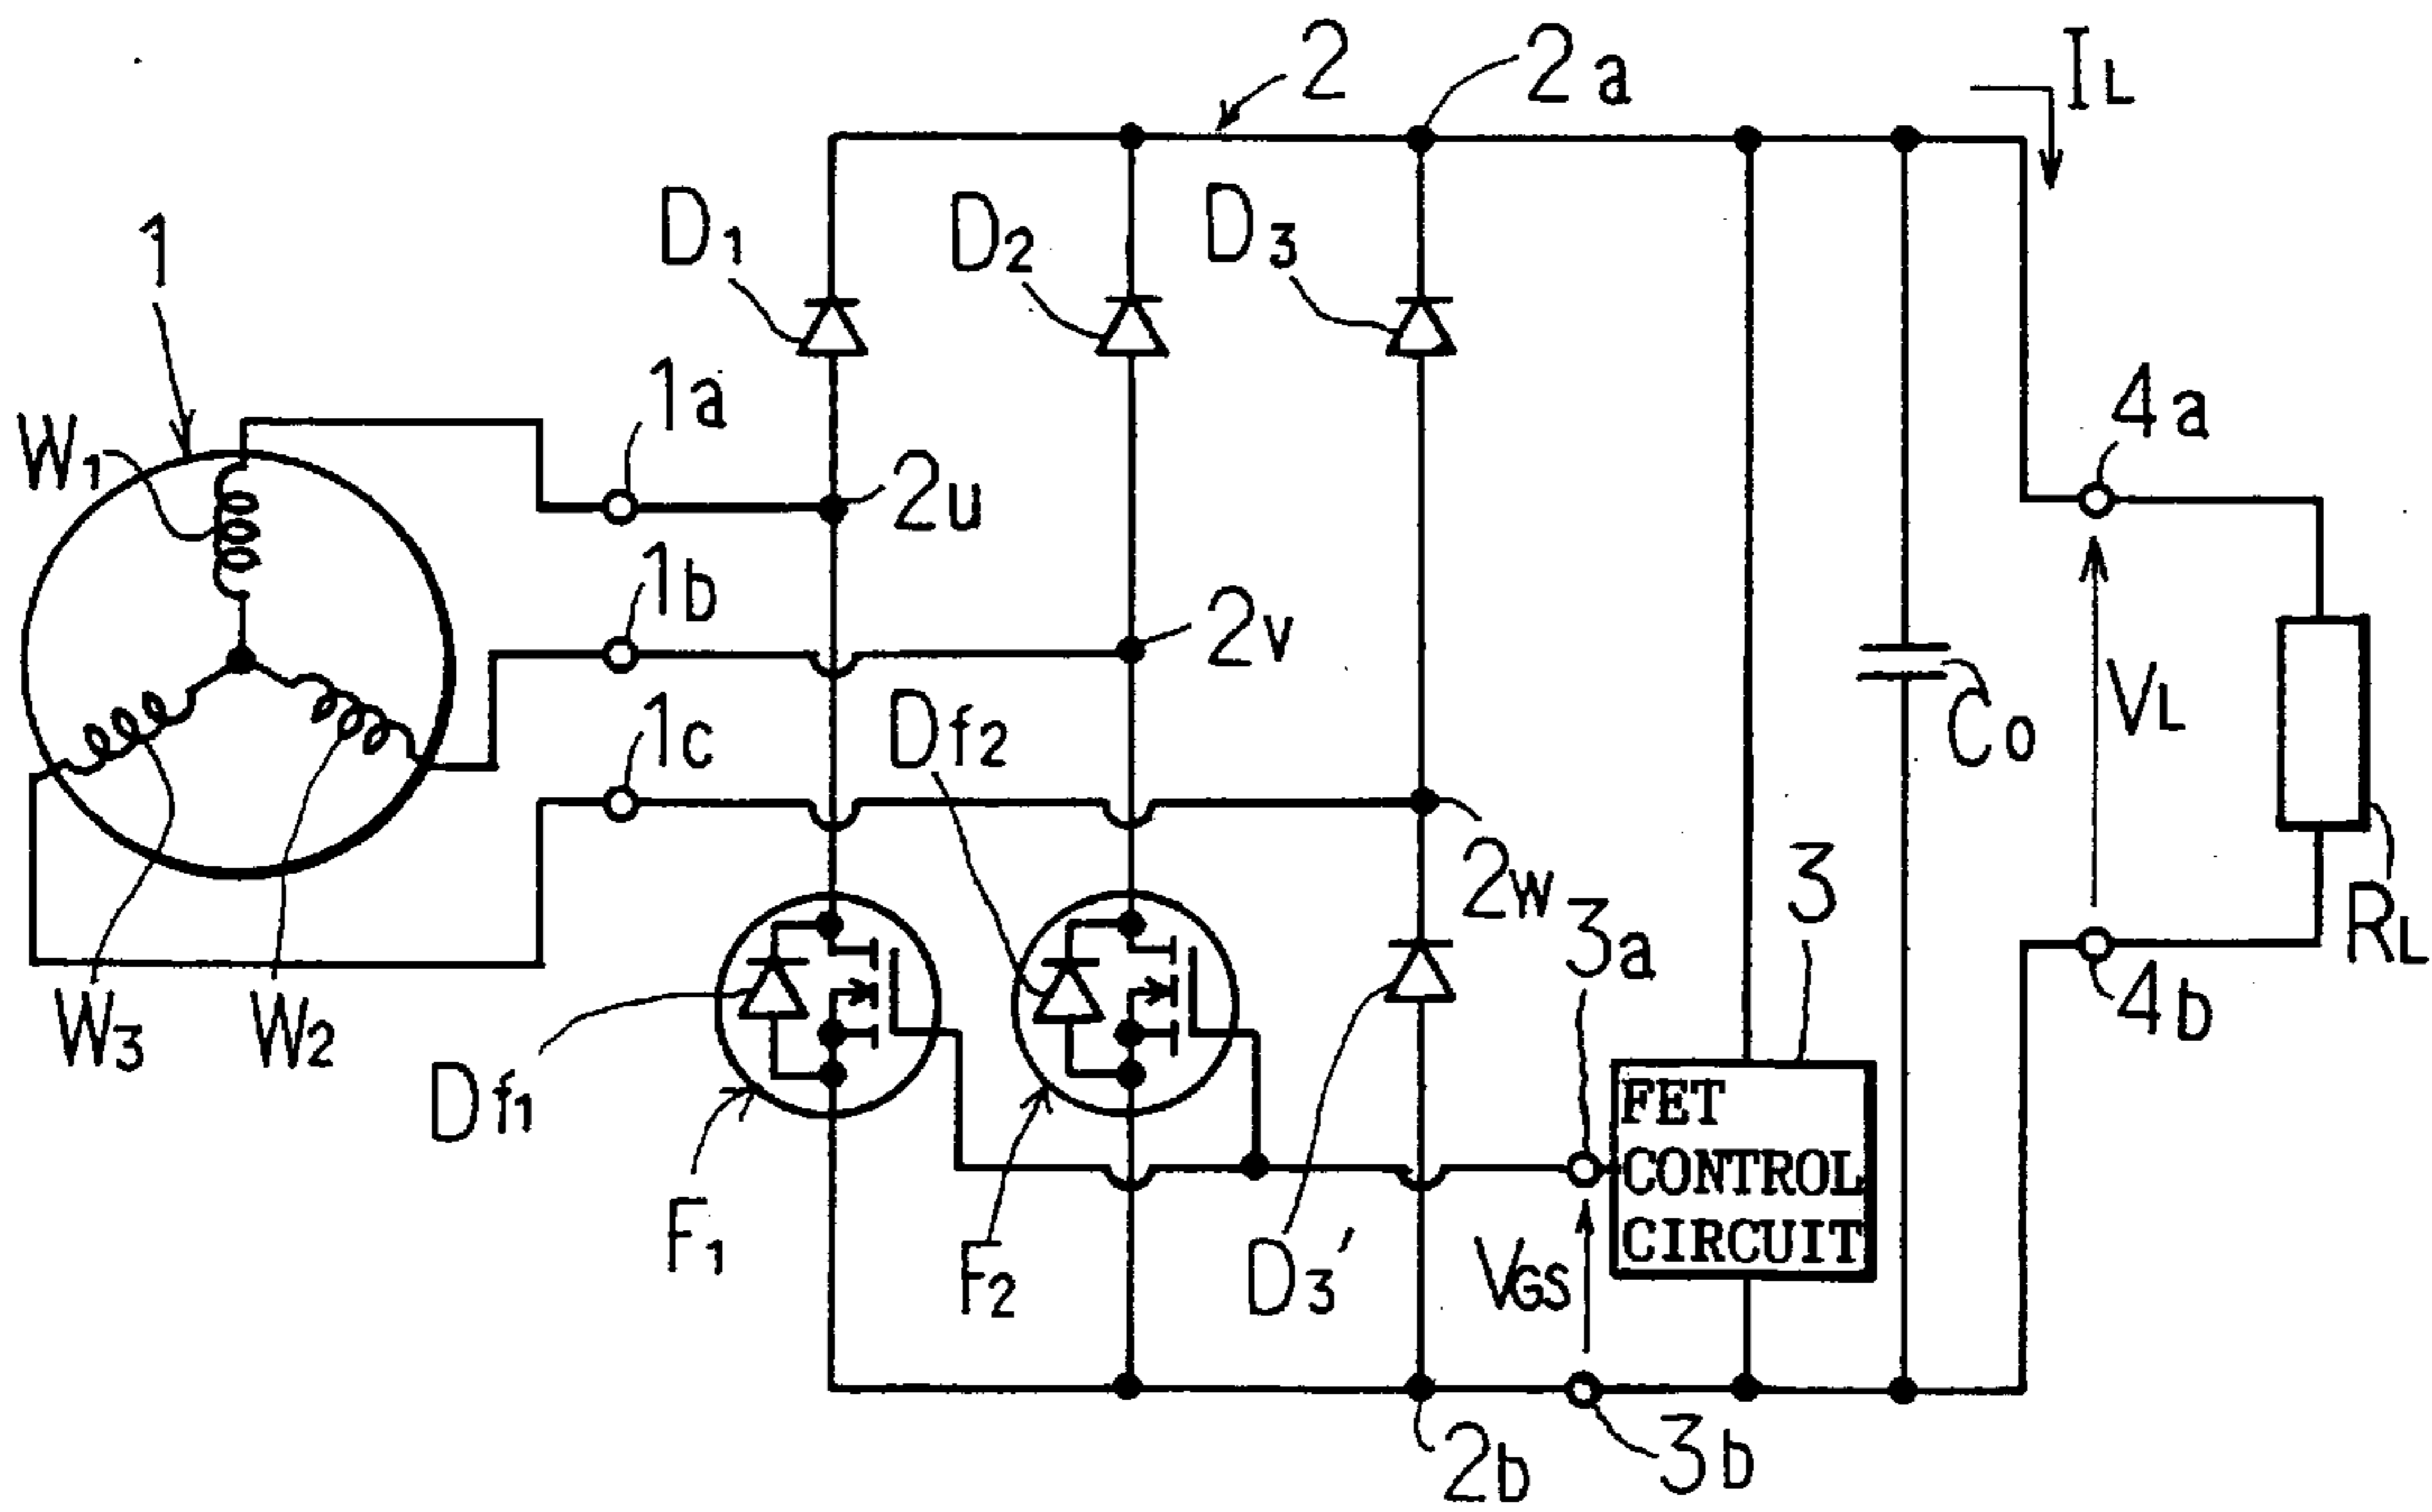 2
2a
IL
D1
D2
D3
1
1a
4a
W1
2u
1b
2v
1c
Df2
Co
VL
2w
3a
3
RL
4b
W3
W2
Df1
FET
CONTROL
CIRCUIT
F1
F2
D3'
VGS
2b
3b